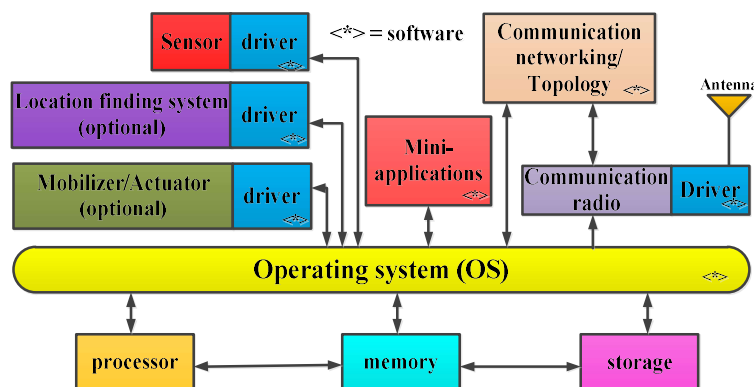 Sensor
driver
<*>
<*> = software
Communication
networking/
Topology
<*>
Antenna
Location finding system
(optional)
driver
<*>
Mini-
applications
<*>
Mobilizer/Actuator
(optional)
driver
<*>
Communication
radio
Driver
<*>
Operating system (OS)
<*>
processor
memory
storage